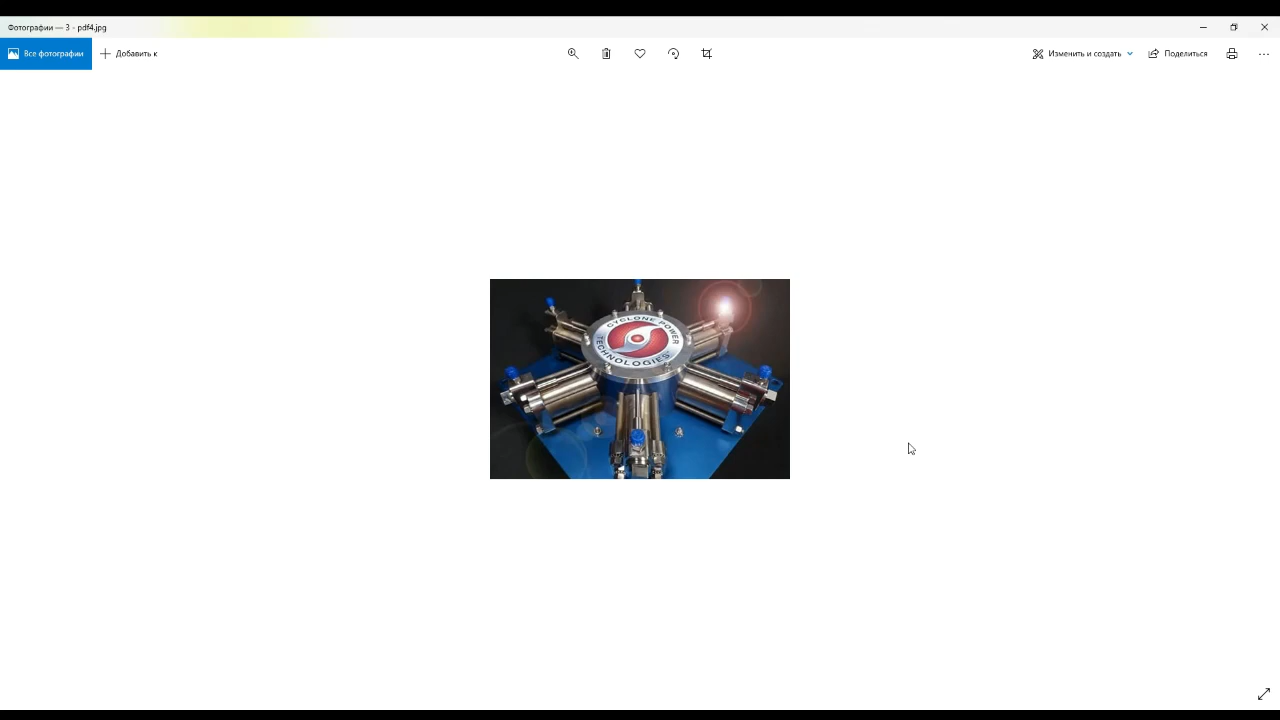 Фотографии — 3 - pdf4.jpg
Все фотографии
Добавить к
Изменить и создать
Поделиться
CYCLONE POWER
TECHNOLOGIES